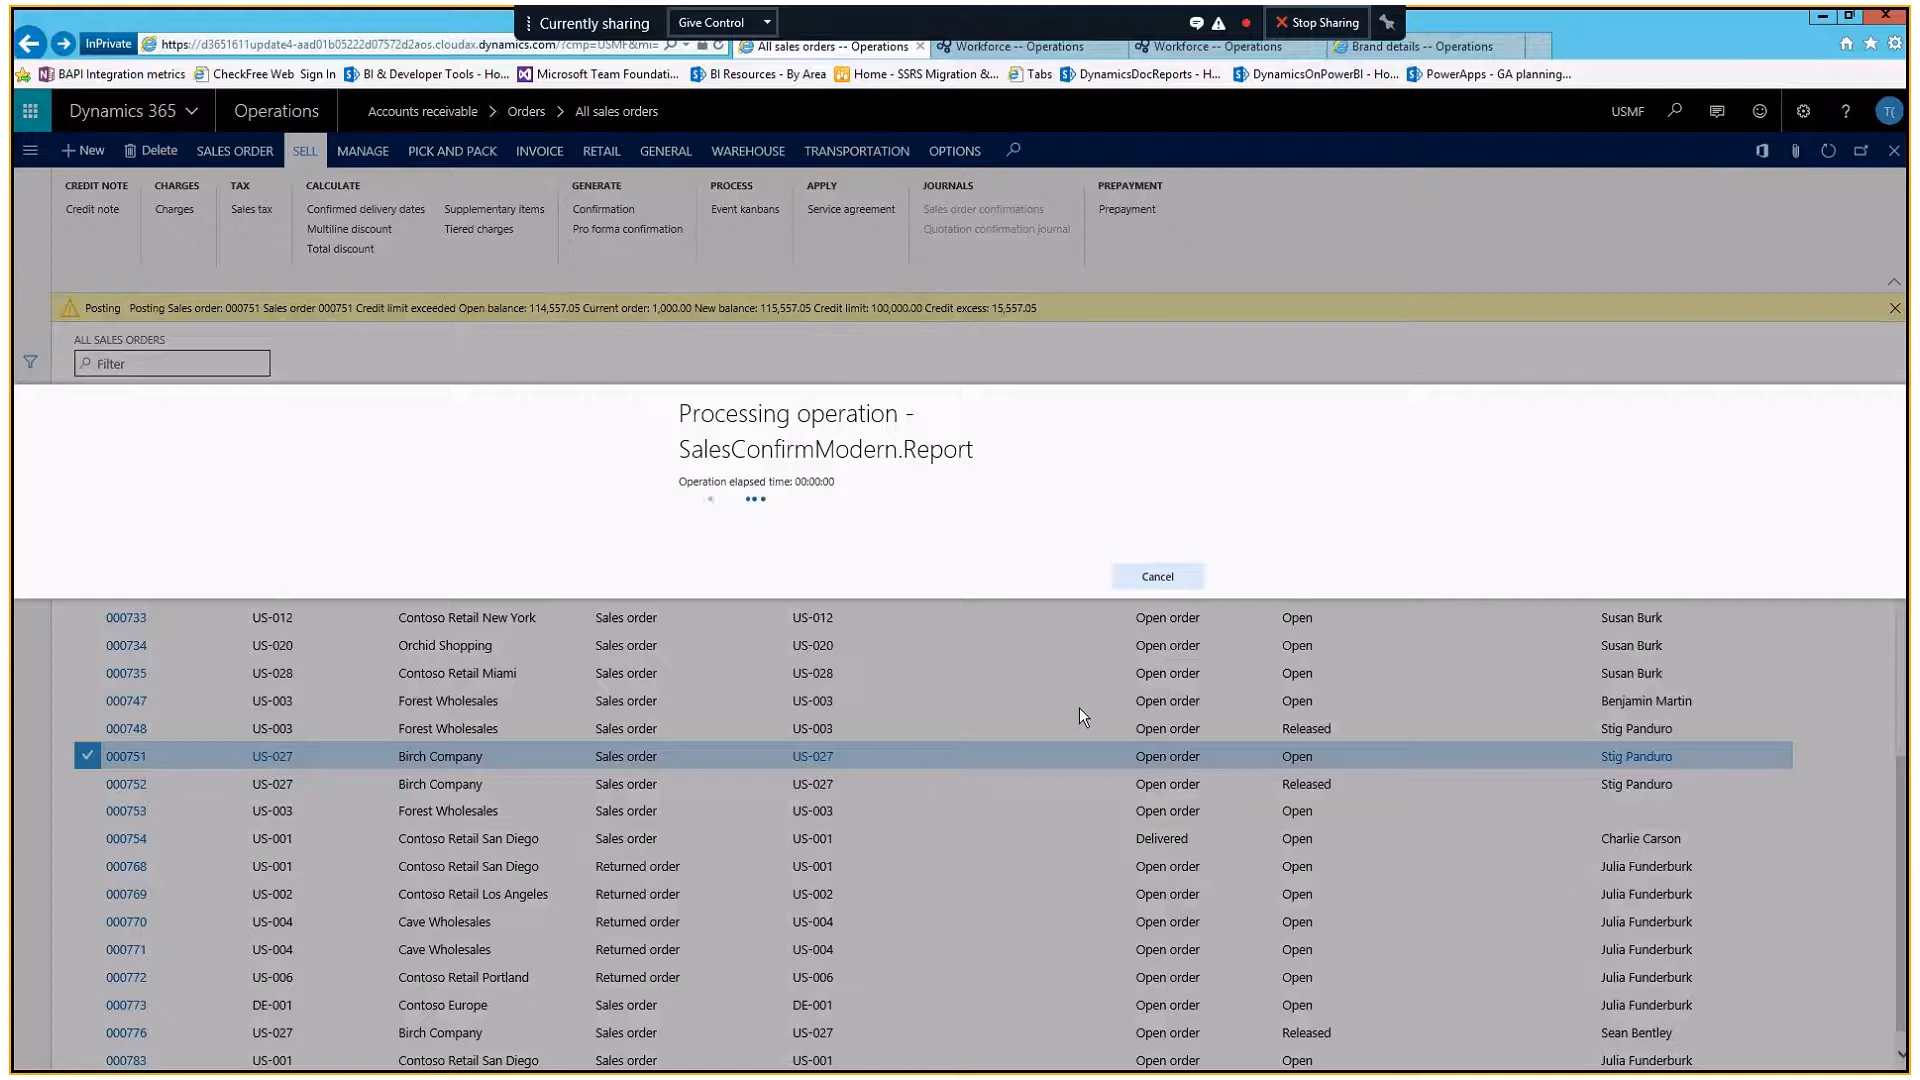 Currently sharing Give Control Stop Sharing
InPrivate https://d3651611update4-aad01b05222d07572d2aos.cloudax.dynamics.com/?cmp=USMF&mi= All sales orders -- Operations Workforce -- Operations Workforce -- Operations Brand details -- Operations
BAPI Integration metrics CheckFree Web Sign In BI & Developer Tools - Ho... Microsoft Team Foundati... BI Resources - By Area Home - SSRS Migration &... Tabs DynamicsDocReports - H... DynamicsOnPowerBI - Ho... PowerApps - GA planning...
Dynamics 365 Operations Accounts receivable > Orders > All sales orders USMF ? T(
+ New Delete SALES ORDER SELL MANAGE PICK AND PACK INVOICE RETAIL GENERAL WAREHOUSE TRANSPORTATION OPTIONS
CREDIT NOTE CHARGES TAX CALCULATE GENERATE PROCESS APPLY JOURNALS PREPAYMENT
Credit note Charges Sales tax Confirmed delivery dates Supplementary items Confirmation Event kanbans Service agreement Sales order confirmations Prepayment
Multiline discount Tiered charges Pro forma confirmation Quotation confirmation journal
Total discount
Posting Posting Sales order: 000751 Sales order 000751 Credit limit exceeded Open balance: 114,557.05 Current order: 1,000.00 New balance: 115,557.05 Credit limit: 100,000.00 Credit excess: 15,557.05
ALL SALES ORDERS
Filter
Processing operation -
SalesConfirmModern.Report
Operation elapsed time: 00:00:00
Cancel
000733 US-012 Contoso Retail New York Sales order US-012 Open order Open Susan Burk
000734 US-020 Orchid Shopping Sales order US-020 Open order Open Susan Burk
000735 US-028 Contoso Retail Miami Sales order US-028 Open order Open Susan Burk
000747 US-003 Forest Wholesales Sales order US-003 Open order Open Benjamin Martin
000748 US-003 Forest Wholesales Sales order US-003 Open order Released Stig Panduro
000751 US-027 Birch Company Sales order US-027 Open order Open Stig Panduro
000752 US-027 Birch Company Sales order US-027 Open order Released Stig Panduro
000753 US-003 Forest Wholesales Sales order US-003 Open order Open
000754 US-001 Contoso Retail San Diego Sales order US-001 Delivered Open Charlie Carson
000768 US-001 Contoso Retail San Diego Returned order US-001 Open order Open Julia Funderburk
000769 US-002 Contoso Retail Los Angeles Returned order US-002 Open order Open Julia Funderburk
000770 US-004 Cave Wholesales Returned order US-004 Open order Open Julia Funderburk
000771 US-004 Cave Wholesales Returned order US-004 Open order Open Julia Funderburk
000772 US-006 Contoso Retail Portland Returned order US-006 Open order Open Julia Funderburk
000773 DE-001 Contoso Europe Sales order DE-001 Open order Open Julia Funderburk
000776 US-027 Birch Company Sales order US-027 Open order Released Sean Bentley
000783 US-001 Contoso Retail San Diego Sales order US-001 Open order Open Julia Funderburk